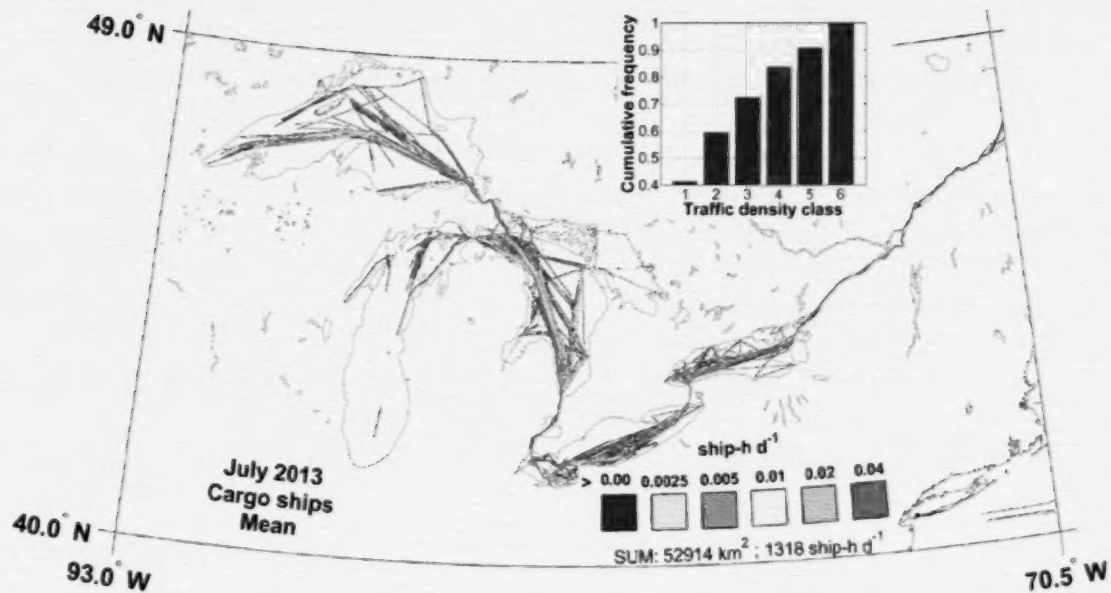 49.0° N
1
0.9
0.8
0.7
0.6
0.5
0.4
Cumulative frequency
1 2 3 4 5 6
Traffic density class
July 2013
Cargo ships
Mean
ship-h d⁻¹
> 0.00 0.0025 0.005 0.01 0.02 0.04
SUM: 52914 km² ; 1318 ship-h d⁻¹
40.0° N
93.0° W
70.5° W